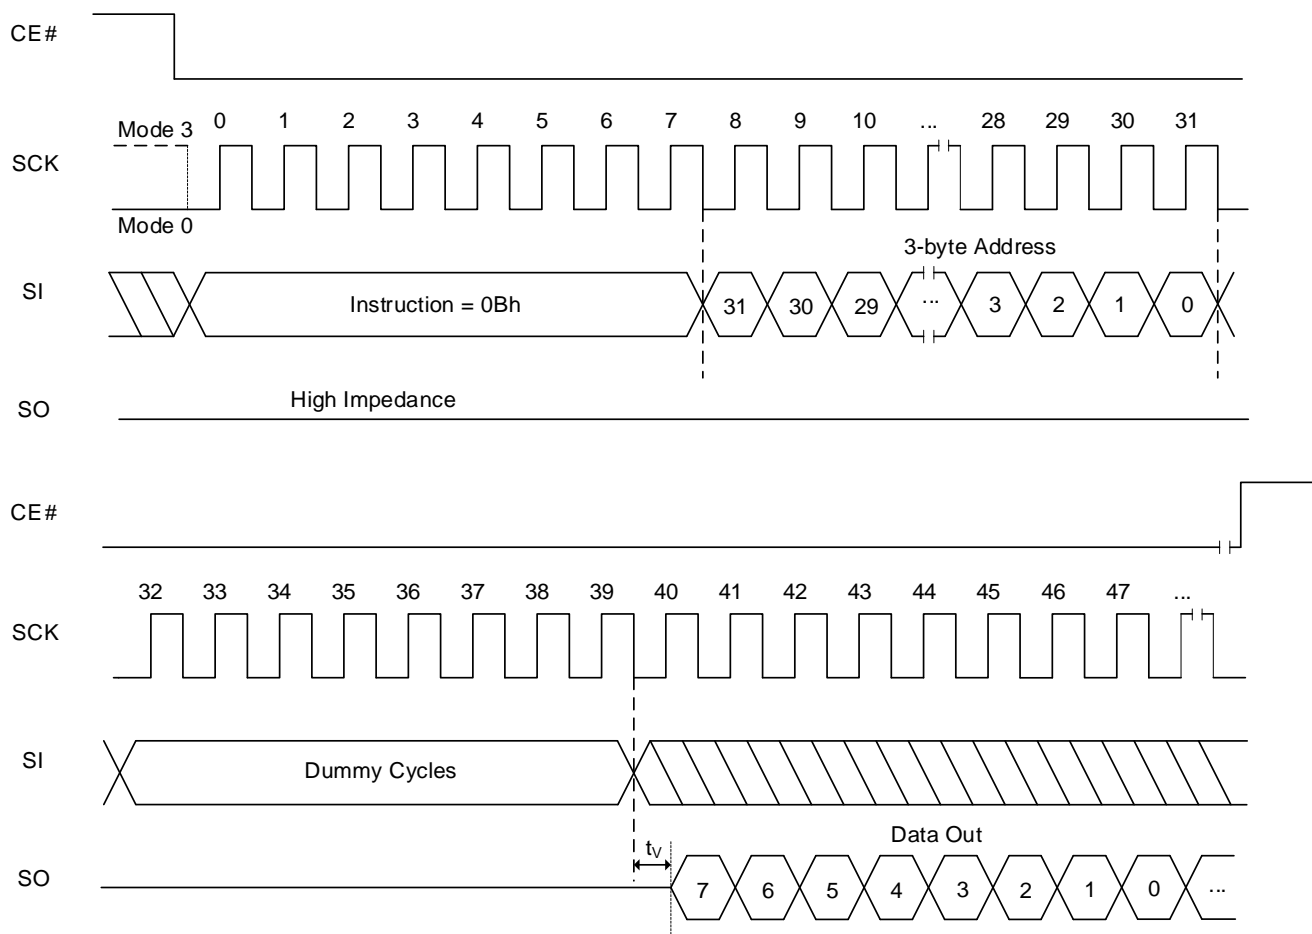 CE#
Mode 3 0 1 2 3 4 5 6 7 8 9 10 ... 28 29 30 31
SCK
Mode 0
3-byte Address
SI Instruction = 0Bh 31 30 29 ... 3 2 1 0
High Impedance
SO
CE#
32 33 34 35 36 37 38 39 40 41 42 43 44 45 46 47 ...
SCK
SI Dummy Cycles
tV Data Out
SO 7 6 5 4 3 2 1 0 ...